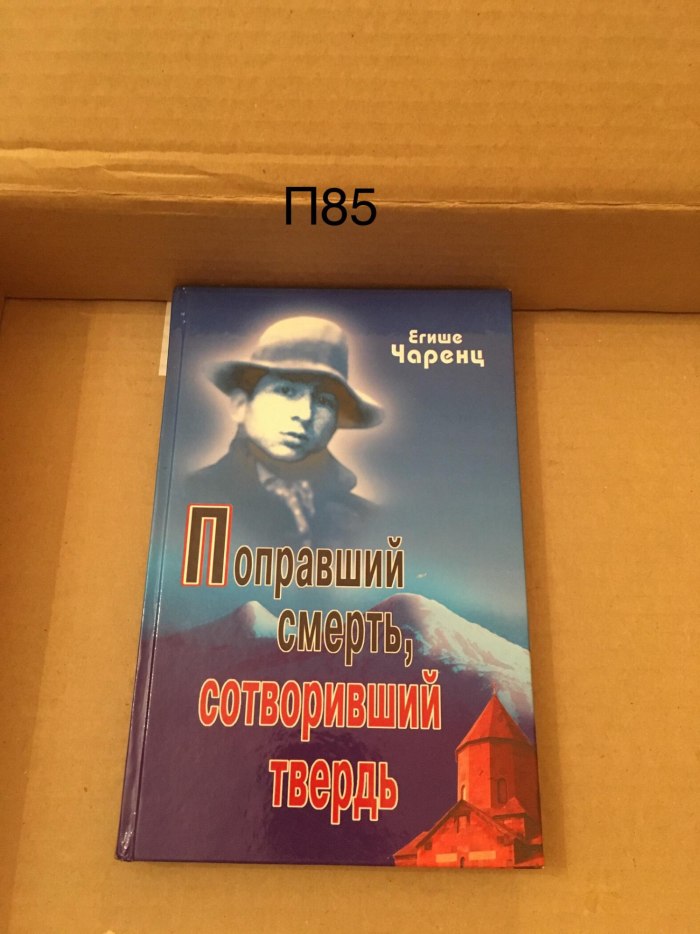 П85
Егише
Чаренц
Поправший
смерть,
сотворивший
твердь